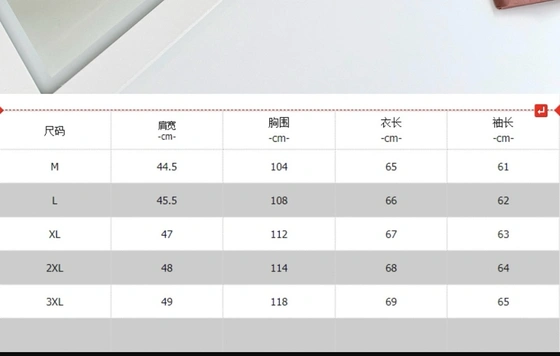 尺码 肩宽 -cm- 胸围 -cm- 衣长 -cm- 袖长 -cm-
M 44.5 104 65 61
L 45.5 108 66 62
XL 47 112 67 63
2XL 48 114 68 64
3XL 49 118 69 65